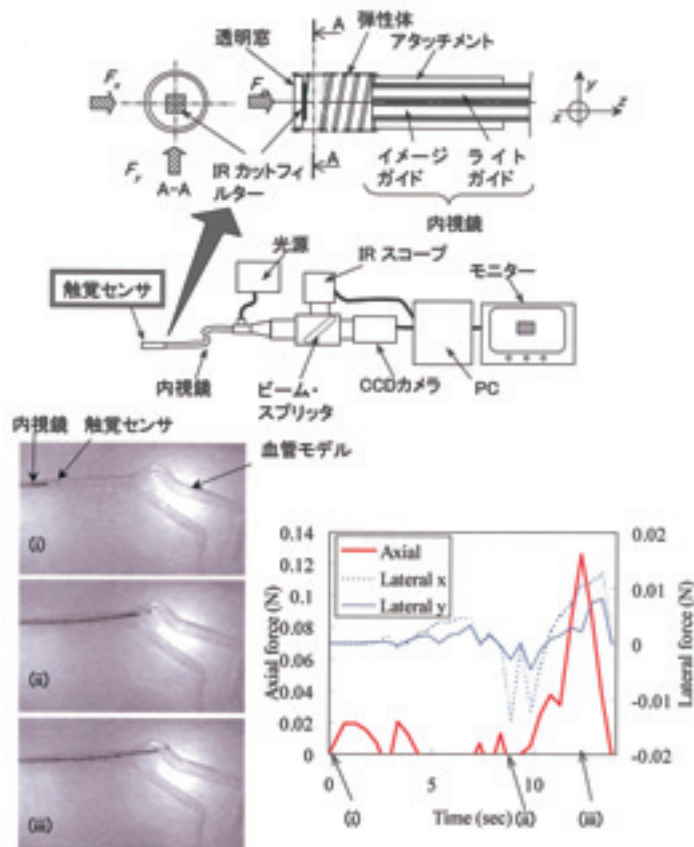 透明窓
A
弾性体
アタッチメント
Fx
F
y
x
z
Fy
A-A
IRカットフィ
ルター
A
イメージ
ガイド
ライト
ガイド
内視鏡
光源
IR スコープ
モニター
触覚センサ
内視鏡
ビーム・
スプリッタ
CCDカメラ
PC
内視鏡 触覚センサ
血管モデル
(i)
(ii)
(iii)
Axial force (N)
0.14
0.12
0.1
0.08
0.06
0.04
0.02
0
Axial
Lateral x
Lateral y
0.02
0.01
0
-0.01
-0.02
Lateral force (N)
0 5 10
Time (sec)
(i) (ii) (iii)